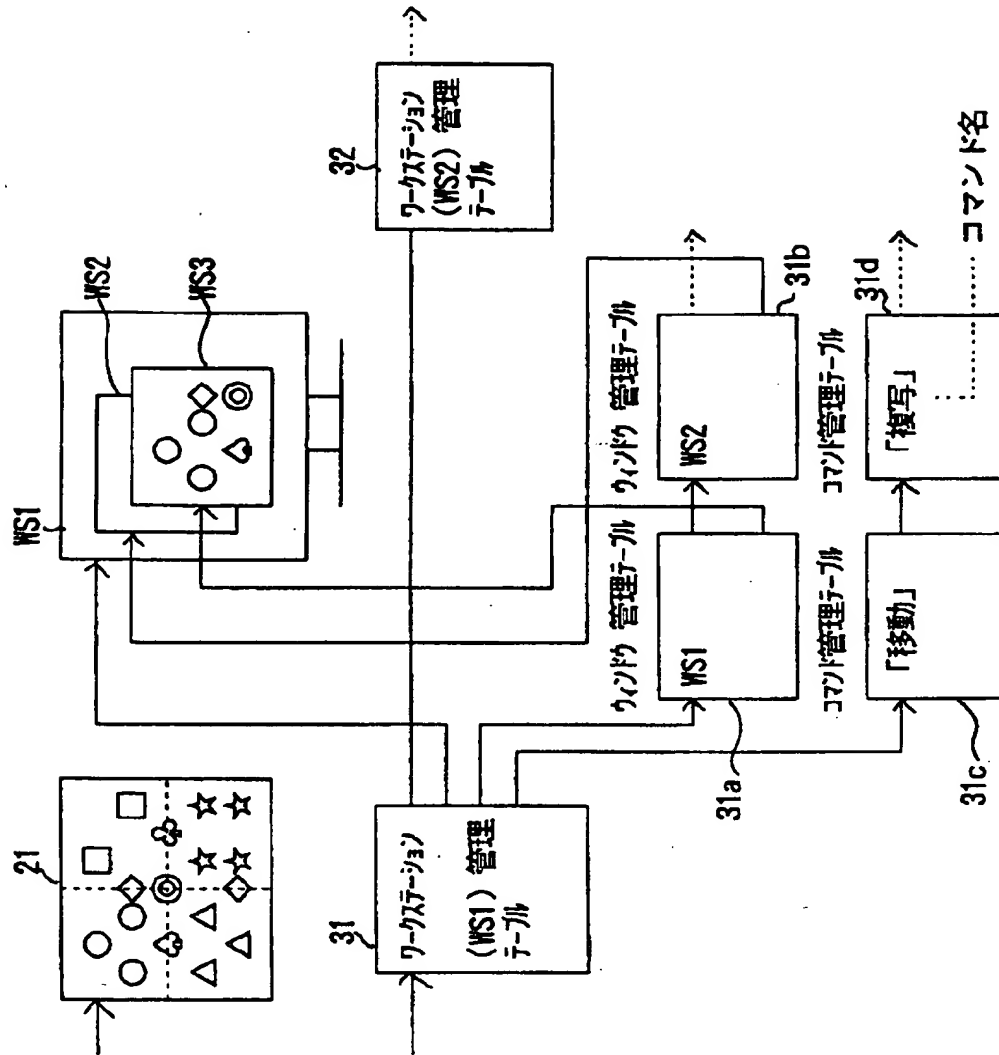 21
WS1
WS2
WS3
31
ワークステーション
(WS1) 管理
テーブル
32
ワークステーション
(WS2) 管理
テーブル
ウィンドウ 管理テーブル
WS1
31a
ウィンドウ 管理テーブル
WS2
31b
コマンド管理テーブル
「移動」
31c
コマンド管理テーブル
「複写」
31d
コマンド名